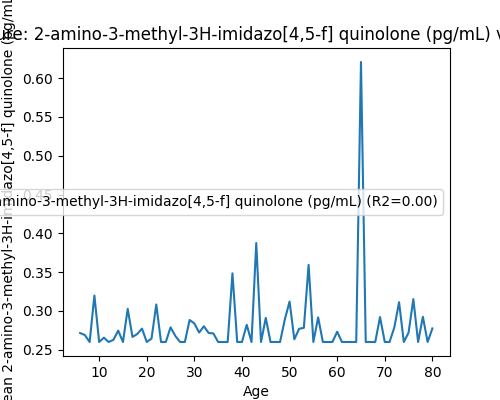 2-amino-3-methyl-3H-imidazo[4,5-f] quinolone (pg/mL)
ean 2-amino-3-methyl-3H-imidazo[4,5-f] quinolone (pg/mL
0.60
0.55
0.50
0.45
amino-3-methyl-3H-imidazo[4,5-f] quinolone (pg/mL) (R2=0.00)
0.40
0.35
0.30
0.25
10 20 30 40 50 60 70 80
Age